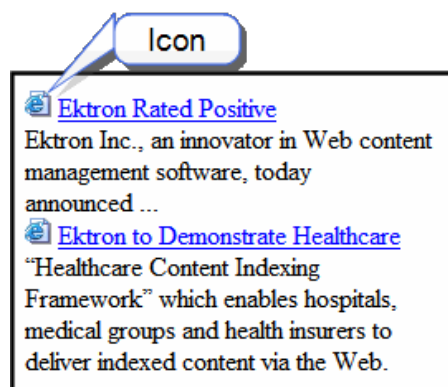 Icon
Ektron Rated Positive
Ektron Inc., an innovator in Web content
management software, today
announced ...
Ektron to Demonstrate Healthcare
“Healthcare Content Indexing
Framework” which enables hospitals,
medical groups and health insurers to
deliver indexed content via the Web.